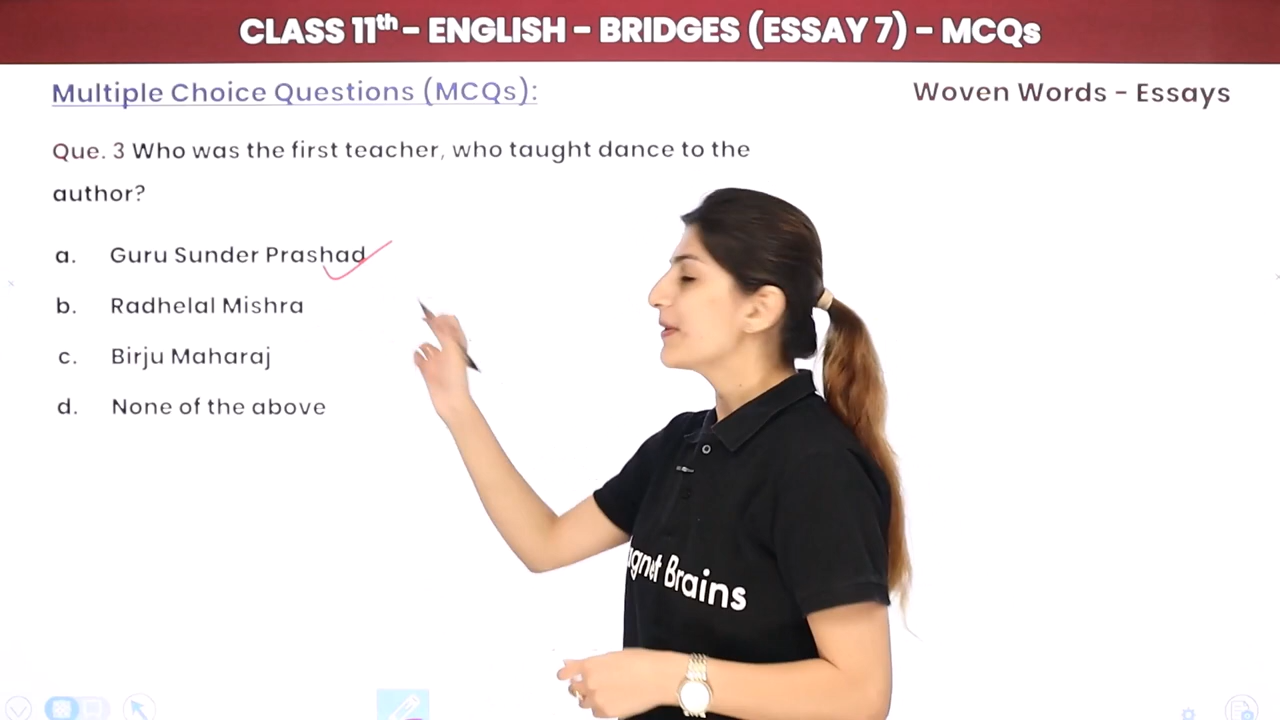 CLASS 11th - ENGLISH - BRIDGES (ESSAY 7) - MCQs
Multiple Choice Questions (MCQs):
Woven Words - Essays
Que. 3 Who was the first teacher, who taught dance to the
author?
a. Guru Sunder Prashad
b. Radhelal Mishra
c. Birju Maharaj
d. None of the above
agnet Brains